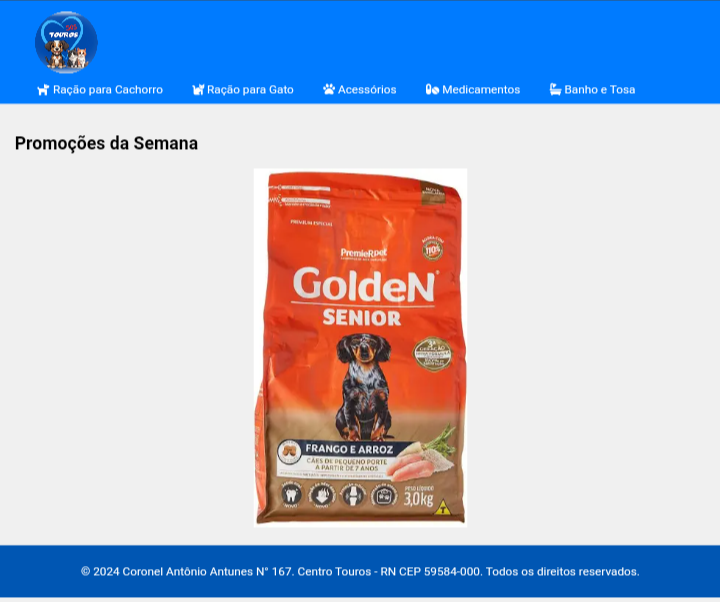 TOUROS
Ração para Cachorro
Ração para Gato
Acessórios
Medicamentos
Banho e Tosa
Promoções da Semana
PREMIUM ESPECIAL
PremieRpet
GoldeN
SENIOR
FRANGO E ARROZ
CÃES DE PEQUENO PORTE
A PARTIR DE 7 ANOS
PESO LÍQUIDO
3,0kg
T
© 2024 Coronel Antônio Antunes N° 167. Centro Touros - RN CEP 59584-000. Todos os direitos reservados.